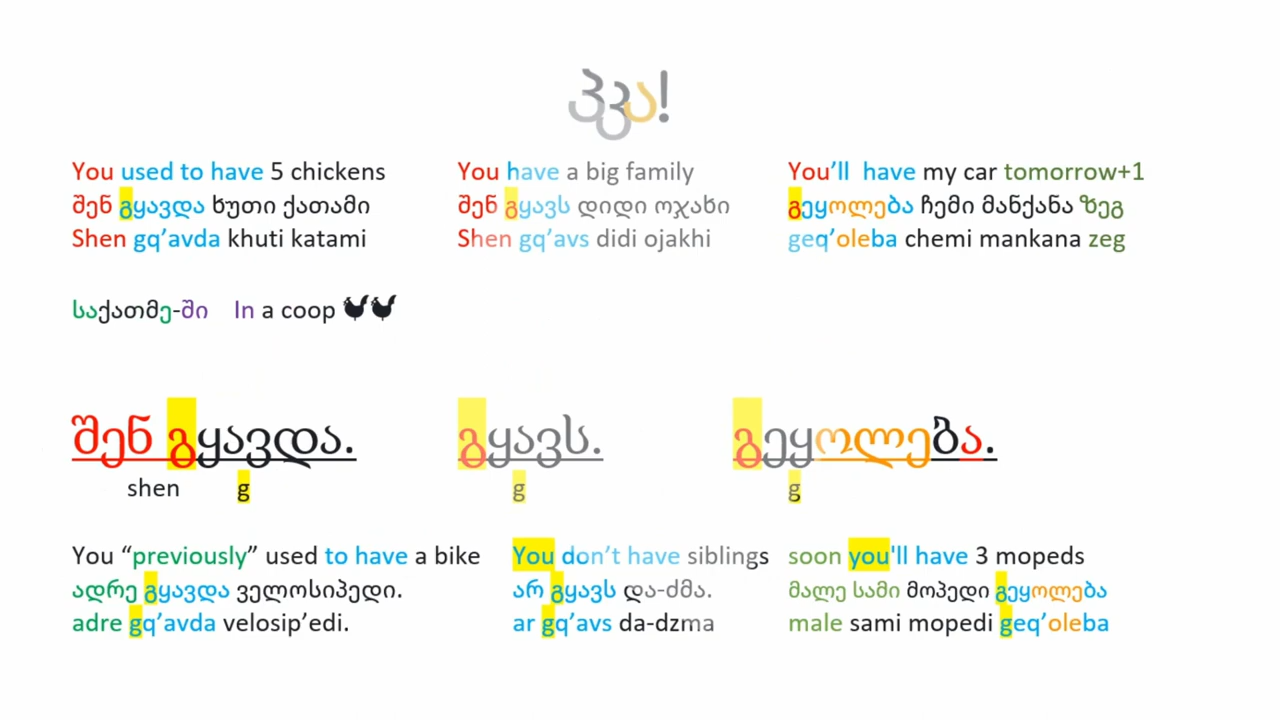 ჰვა!
You used to have 5 chickens
შენ გყავდა ხუთი ქათამი
Shen gq’avda khuti katami
You have a big family
შენ გყავს დიდი ოჯახი
Shen gq’avs didi ojakhi
You’ll have my car tomorrow+1
გეყოლება ჩემი მანქანა ზეგ
geq’oleba chemi mankana zeg
საქათმე-ში In a coop
შენ გყავდა.
shen g
გყავს.
g
გეყოლება.
g
You “previously” used to have a bike
ადრე გყავდა ველოსიპედი.
adre gq’avda velosip’edi.
You don’t have siblings
არ გყავს და-ძმა.
ar gq’avs da-dzma
soon you'll have 3 mopeds
მალე სამი მოპედი გეყოლება
male sami mopedi geq’oleba